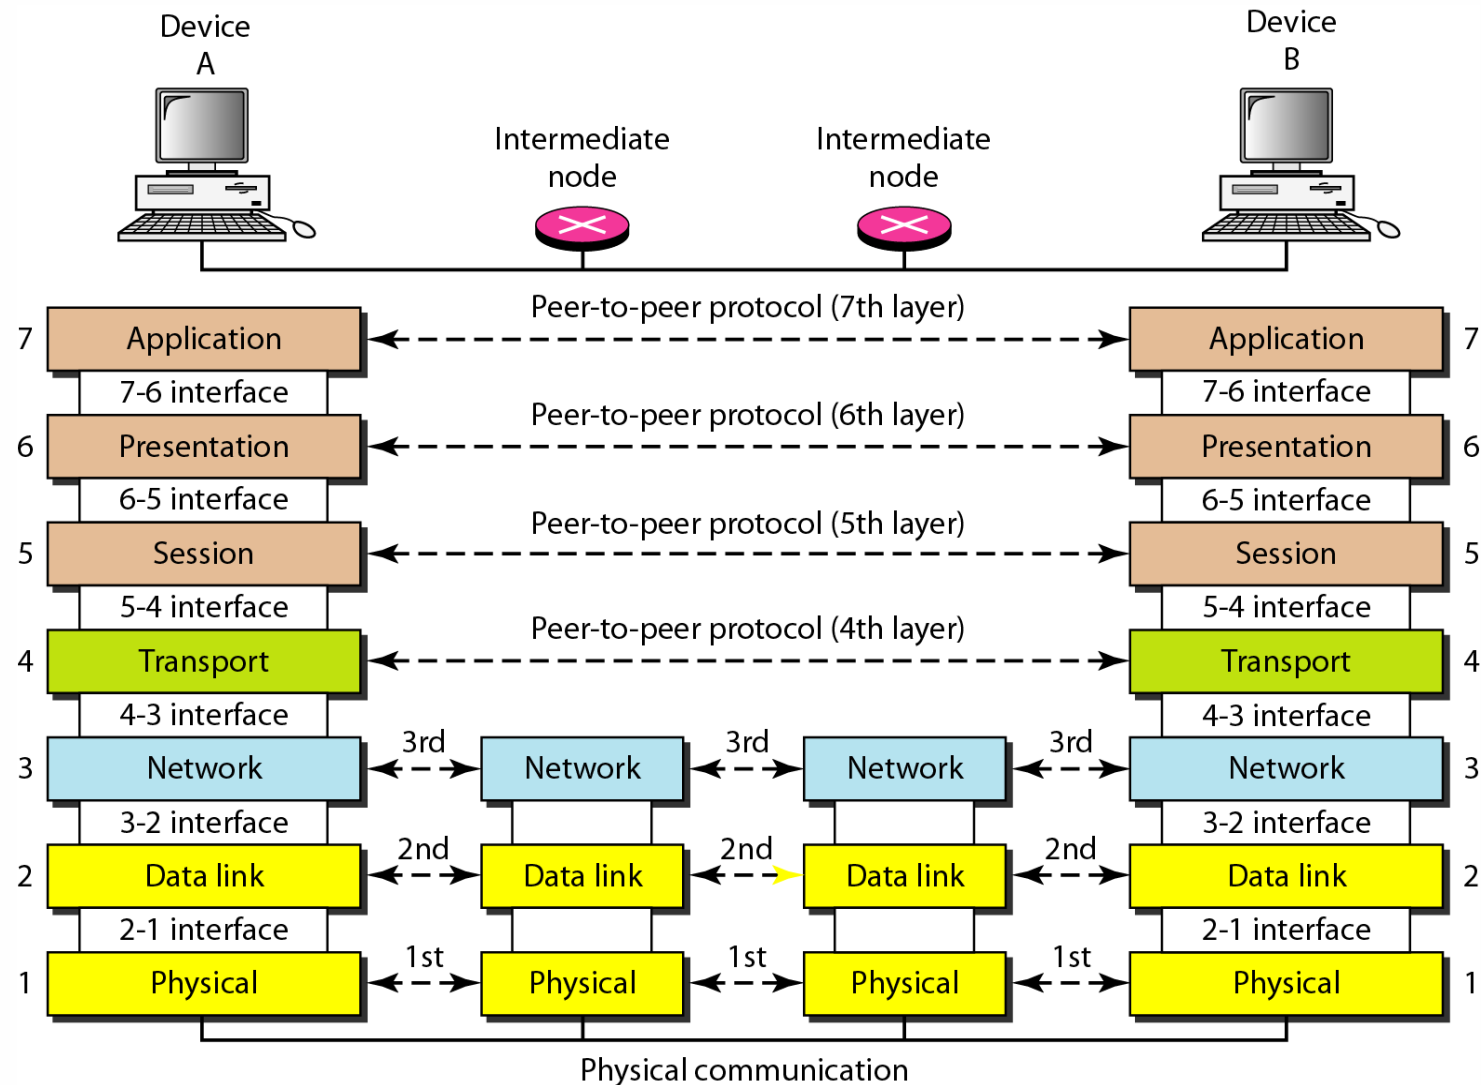 Device
A
Device
B
Intermediate
node
Intermediate
node
Peer-to-peer protocol (7th layer)
7 Application Application 7
7-6 interface 7-6 interface
Peer-to-peer protocol (6th layer)
6 Presentation Presentation 6
6-5 interface 6-5 interface
Peer-to-peer protocol (5th layer)
5 Session Session 5
5-4 interface 5-4 interface
Peer-to-peer protocol (4th layer)
4 Transport Transport 4
4-3 interface 4-3 interface
3rd 3rd 3rd
3 Network Network Network Network 3
3-2 interface 3-2 interface
2nd 2nd 2nd
2 Data link Data link Data link Data link 2
2-1 interface 2-1 interface
1st 1st 1st
1 Physical Physical Physical Physical 1
Physical communication